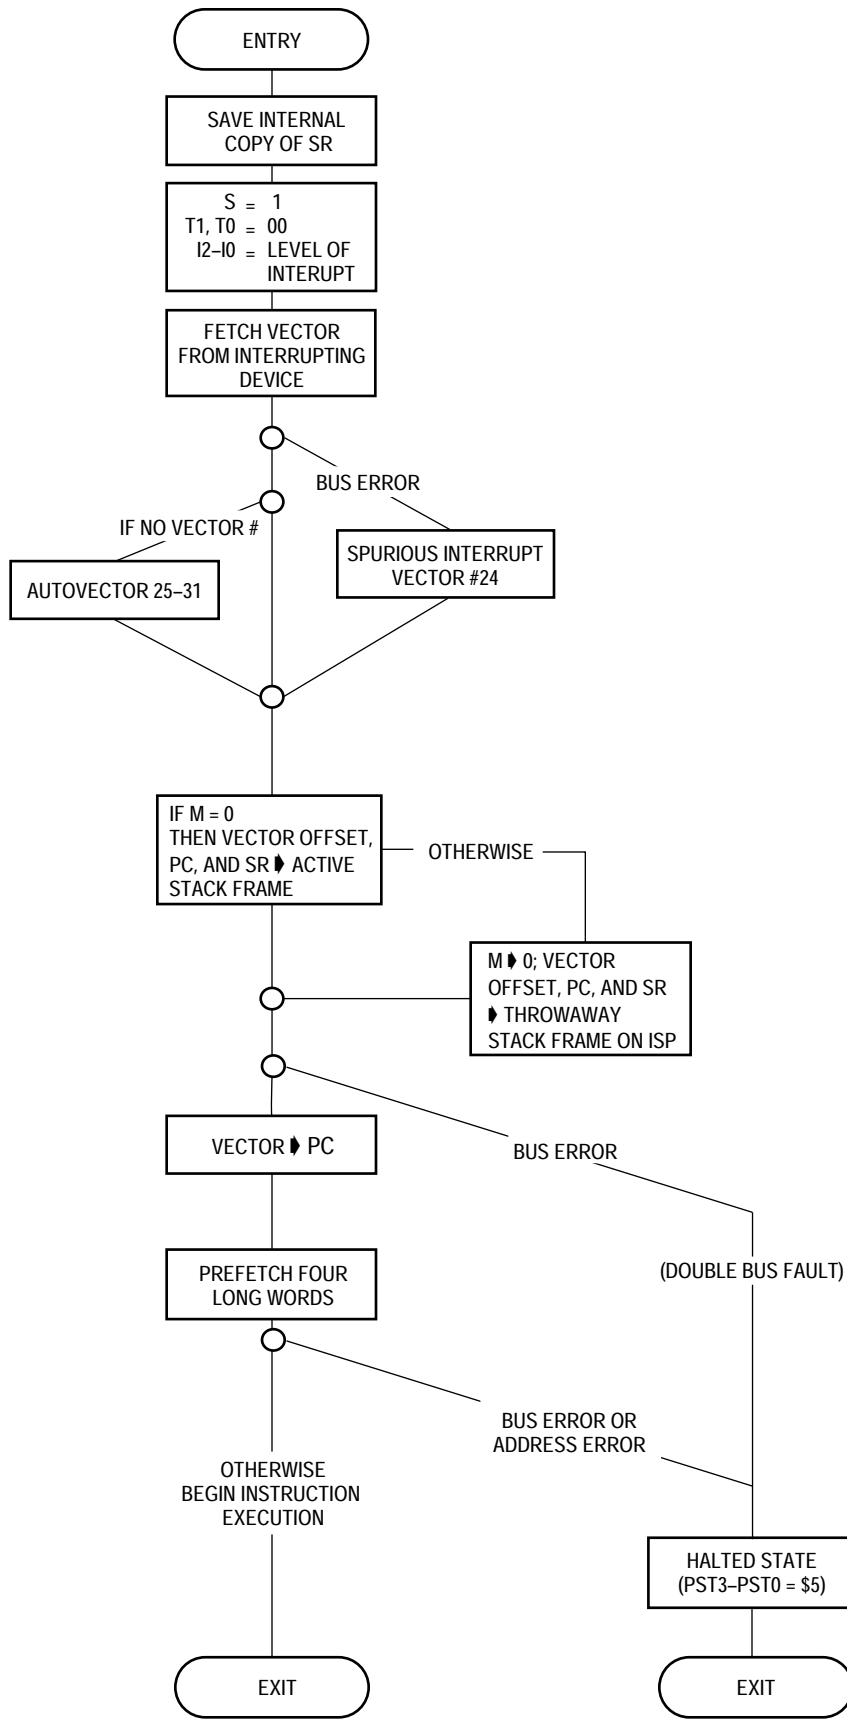 ENTRY
SAVE INTERNAL
COPY OF SR
S = 1
T1, T0 = 00
I2–I0 = LEVEL OF
INTERUPT
FETCH VECTOR
FROM INTERRUPTING
DEVICE
BUS ERROR
IF NO VECTOR #
SPURIOUS INTERRUPT
VECTOR #24
AUTOVECTOR 25–31
IF M = 0
THEN VECTOR OFFSET,
PC, AND SR ➧ ACTIVE
STACK FRAME
OTHERWISE
M ➧ 0; VECTOR
OFFSET, PC, AND SR
➧ THROWAWAY
STACK FRAME ON ISP
VECTOR ➧ PC
BUS ERROR
(DOUBLE BUS FAULT)
PREFETCH FOUR
LONG WORDS
BUS ERROR OR
ADDRESS ERROR
OTHERWISE
BEGIN INSTRUCTION
EXECUTION
HALTED STATE
(PST3–PST0 = $5)
EXIT
EXIT